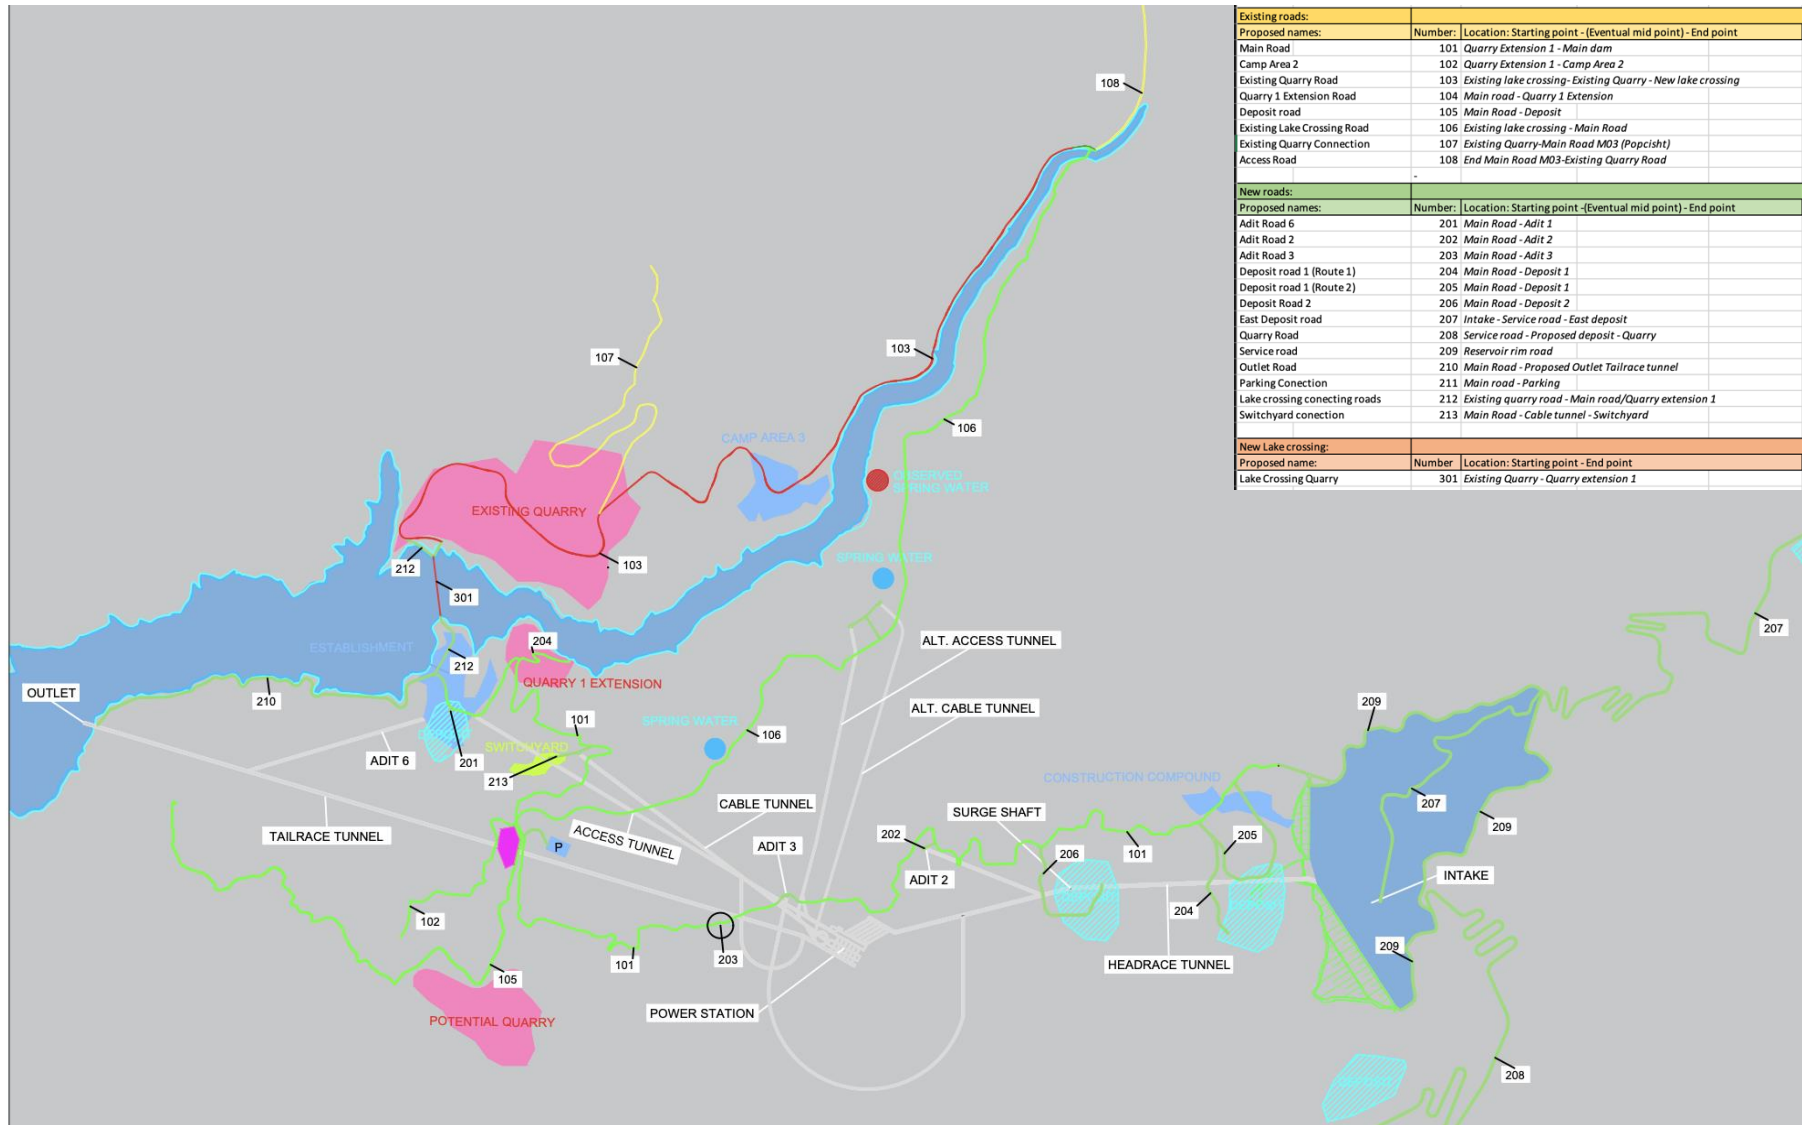 Existing roads:
Proposed names: Number: Location: Starting point - (Eventual mid point) - End point
Main Road 101 Quarry Extension 1 - Main dam
Camp Area 2 102 Quarry Extension 1 - Camp Area 2
Existing Quarry Road 103 Existing lake crossing- Existing Quarry - New lake crossing
Quarry 1 Extension Road 104 Main road - Quarry 1 Extension
Deposit road 105 Main Road - Deposit
Existing Lake Crossing Road 106 Existing lake crossing - Main Road
Existing Quarry Connection 107 Existing Quarry-Main Road M03 (Popcisht)
Access Road 108 End Main Road M03-Existing Quarry Road
-
New roads:
Proposed names: Number: Location: Starting point -(Eventual mid point) - End point
Adit Road 6 201 Main Road - Adit 1
Adit Road 2 202 Main Road - Adit 2
Adit Road 3 203 Main Road - Adit 3
Deposit road 1 (Route 1) 204 Main Road - Deposit 1
Deposit road 1 (Route 2) 205 Main Road - Deposit 1
Deposit Road 2 206 Main Road - Deposit 2
East Deposit road 207 Intake - Service road - East deposit
Quarry Road 208 Service road - Proposed deposit - Quarry
Service road 209 Reservoir rim road
Outlet Road 210 Main Road - Proposed Outlet Tailrace tunnel
Parking Conection 211 Main road - Parking
Lake crossing conecting roads 212 Existing quarry road - Main road/Quarry extension 1
Switchyard conection 213 Main Road - Cable tunnel - Switchyard
New Lake crossing:
Proposed name: Number Location: Starting point - End point
Lake Crossing Quarry 301 Existing Quarry - Quarry extension 1
108
103
107
106
CAMP AREA 3
OBSERVED
SPRING WATER
EXISTING QUARRY
SPRING WATER
212
103
301
207
ESTABLISHMENT
204
212
ALT. ACCESS TUNNEL
QUARRY 1 EXTENSION
OUTLET
210
209
ALT. CABLE TUNNEL
101
SPRING WATER
106
SWITCHYARD
ADIT 6
201
213
CONSTRUCTION COMPOUND
CABLE TUNNEL
SURGE SHAFT
207
209
TAILRACE TUNNEL
ACCESS TUNNEL
P
ADIT 3
202
101
205
206
ADIT 2
INTAKE
204
102
203
101
HEADRACE TUNNEL
209
105
POWER STATION
POTENTIAL QUARRY
208
DEPOSIT